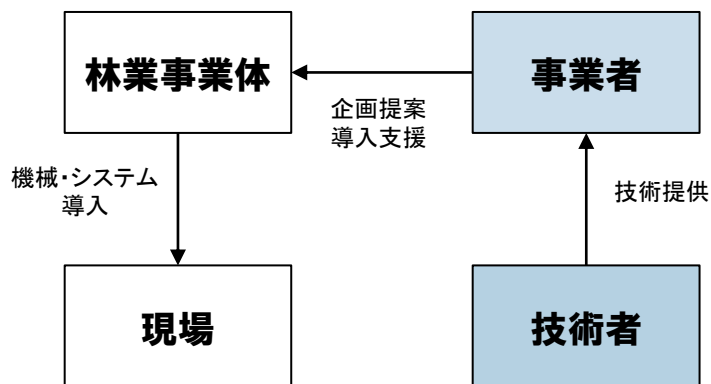 林業事業体
事業者
企画提案
導入支援
機械・システム
導入
技術提供
現場
技術者